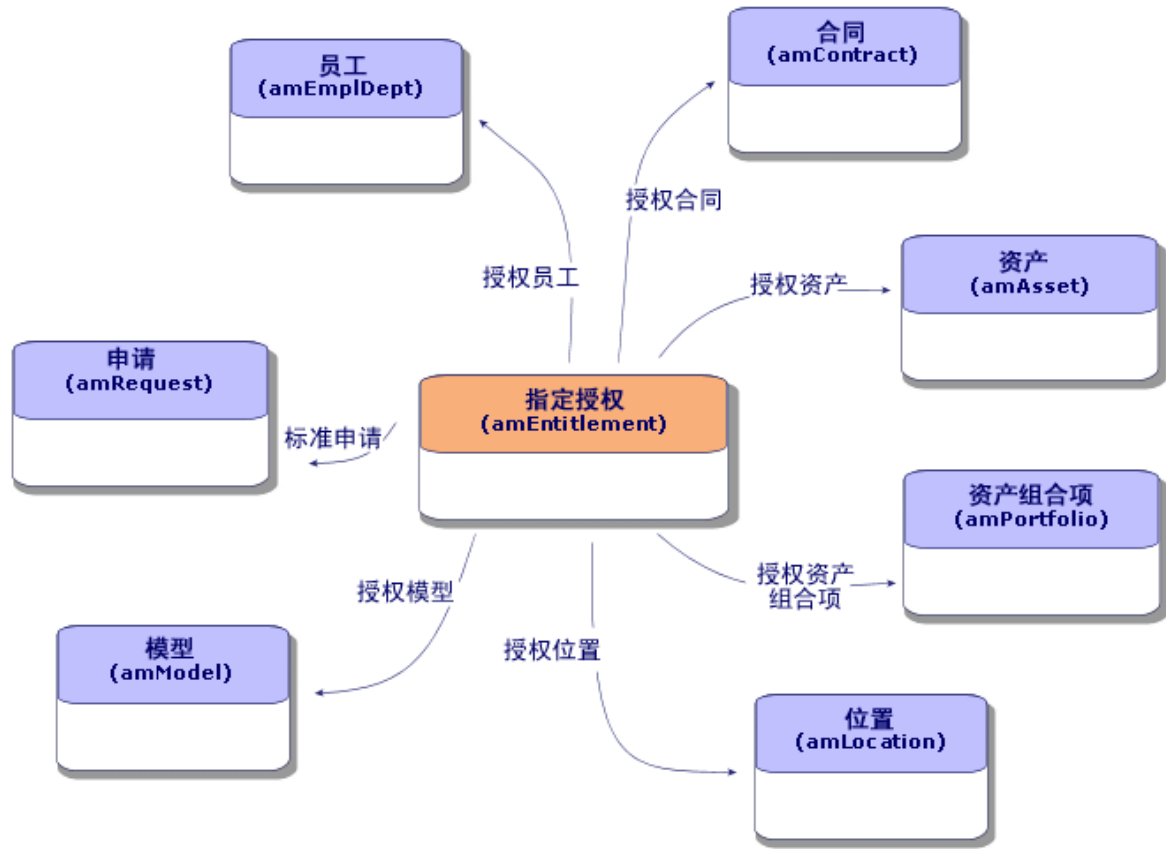 合同
(amContract)
员工
(amEmplDept)
授权合同
授权员工
资产
(amAsset)
授权资产
申请
(amRequest)
指定授权
(amEntitlement)
标准申请
资产组合项
(amPortfolio)
授权资产
组合项
授权模型
授权位置
模型
(amModel)
位置
(amLocation)